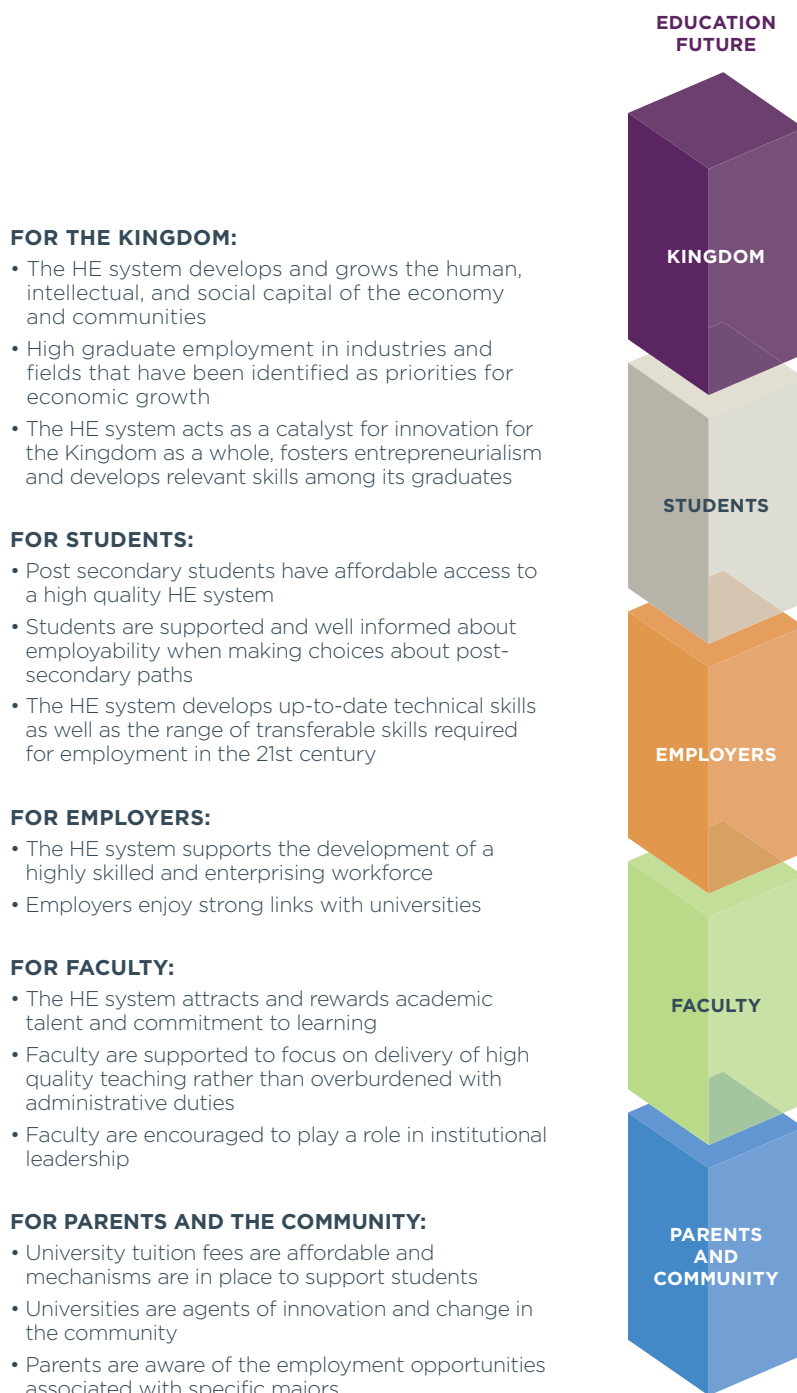 EDUCATION
FUTURE
KINGDOM
STUDENTS
EMPLOYERS
FACULTY
PARENTS
AND
COMMUNITY
FOR THE KINGDOM:
• The HE system develops and grows the human,
intellectual, and social capital of the economy
and communities
• High graduate employment in industries and
fields that have been identified as priorities for
economic growth
• The HE system acts as a catalyst for innovation for
the Kingdom as a whole, fosters entrepreneurialism
and develops relevant skills among its graduates
FOR STUDENTS:
• Post secondary students have affordable access to
a high quality HE system
• Students are supported and well informed about
employability when making choices about post-
secondary paths
• The HE system develops up-to-date technical skills
as well as the range of transferable skills required
for employment in the 21st century
FOR EMPLOYERS:
• The HE system supports the development of a
highly skilled and enterprising workforce
• Employers enjoy strong links with universities
FOR FACULTY:
• The HE system attracts and rewards academic
talent and commitment to learning
• Faculty are supported to focus on delivery of high
quality teaching rather than overburdened with
administrative duties
• Faculty are encouraged to play a role in institutional
leadership
FOR PARENTS AND THE COMMUNITY:
• University tuition fees are affordable and
mechanisms are in place to support students
• Universities are agents of innovation and change in
the community
• Parents are aware of the employment opportunities
associated with specific majors